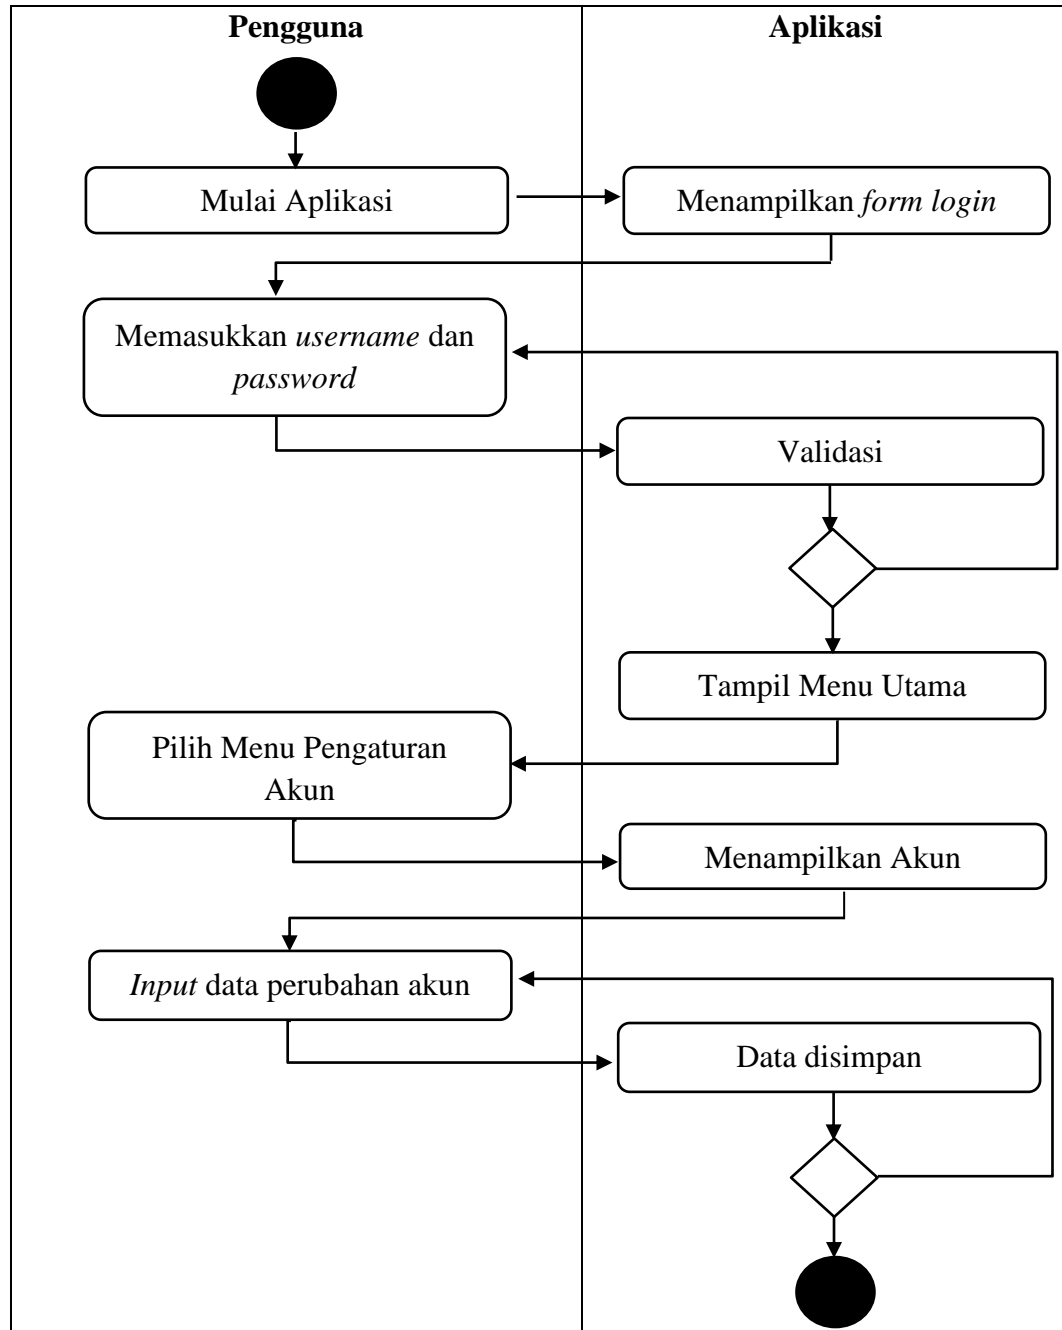 Pengguna
Aplikasi
Mulai Aplikasi
Menampilkan form login
Memasukkan username dan
password
Validasi
Tampil Menu Utama
Pilih Menu Pengaturan
Akun
Menampilkan Akun
Input data perubahan akun
Data disimpan